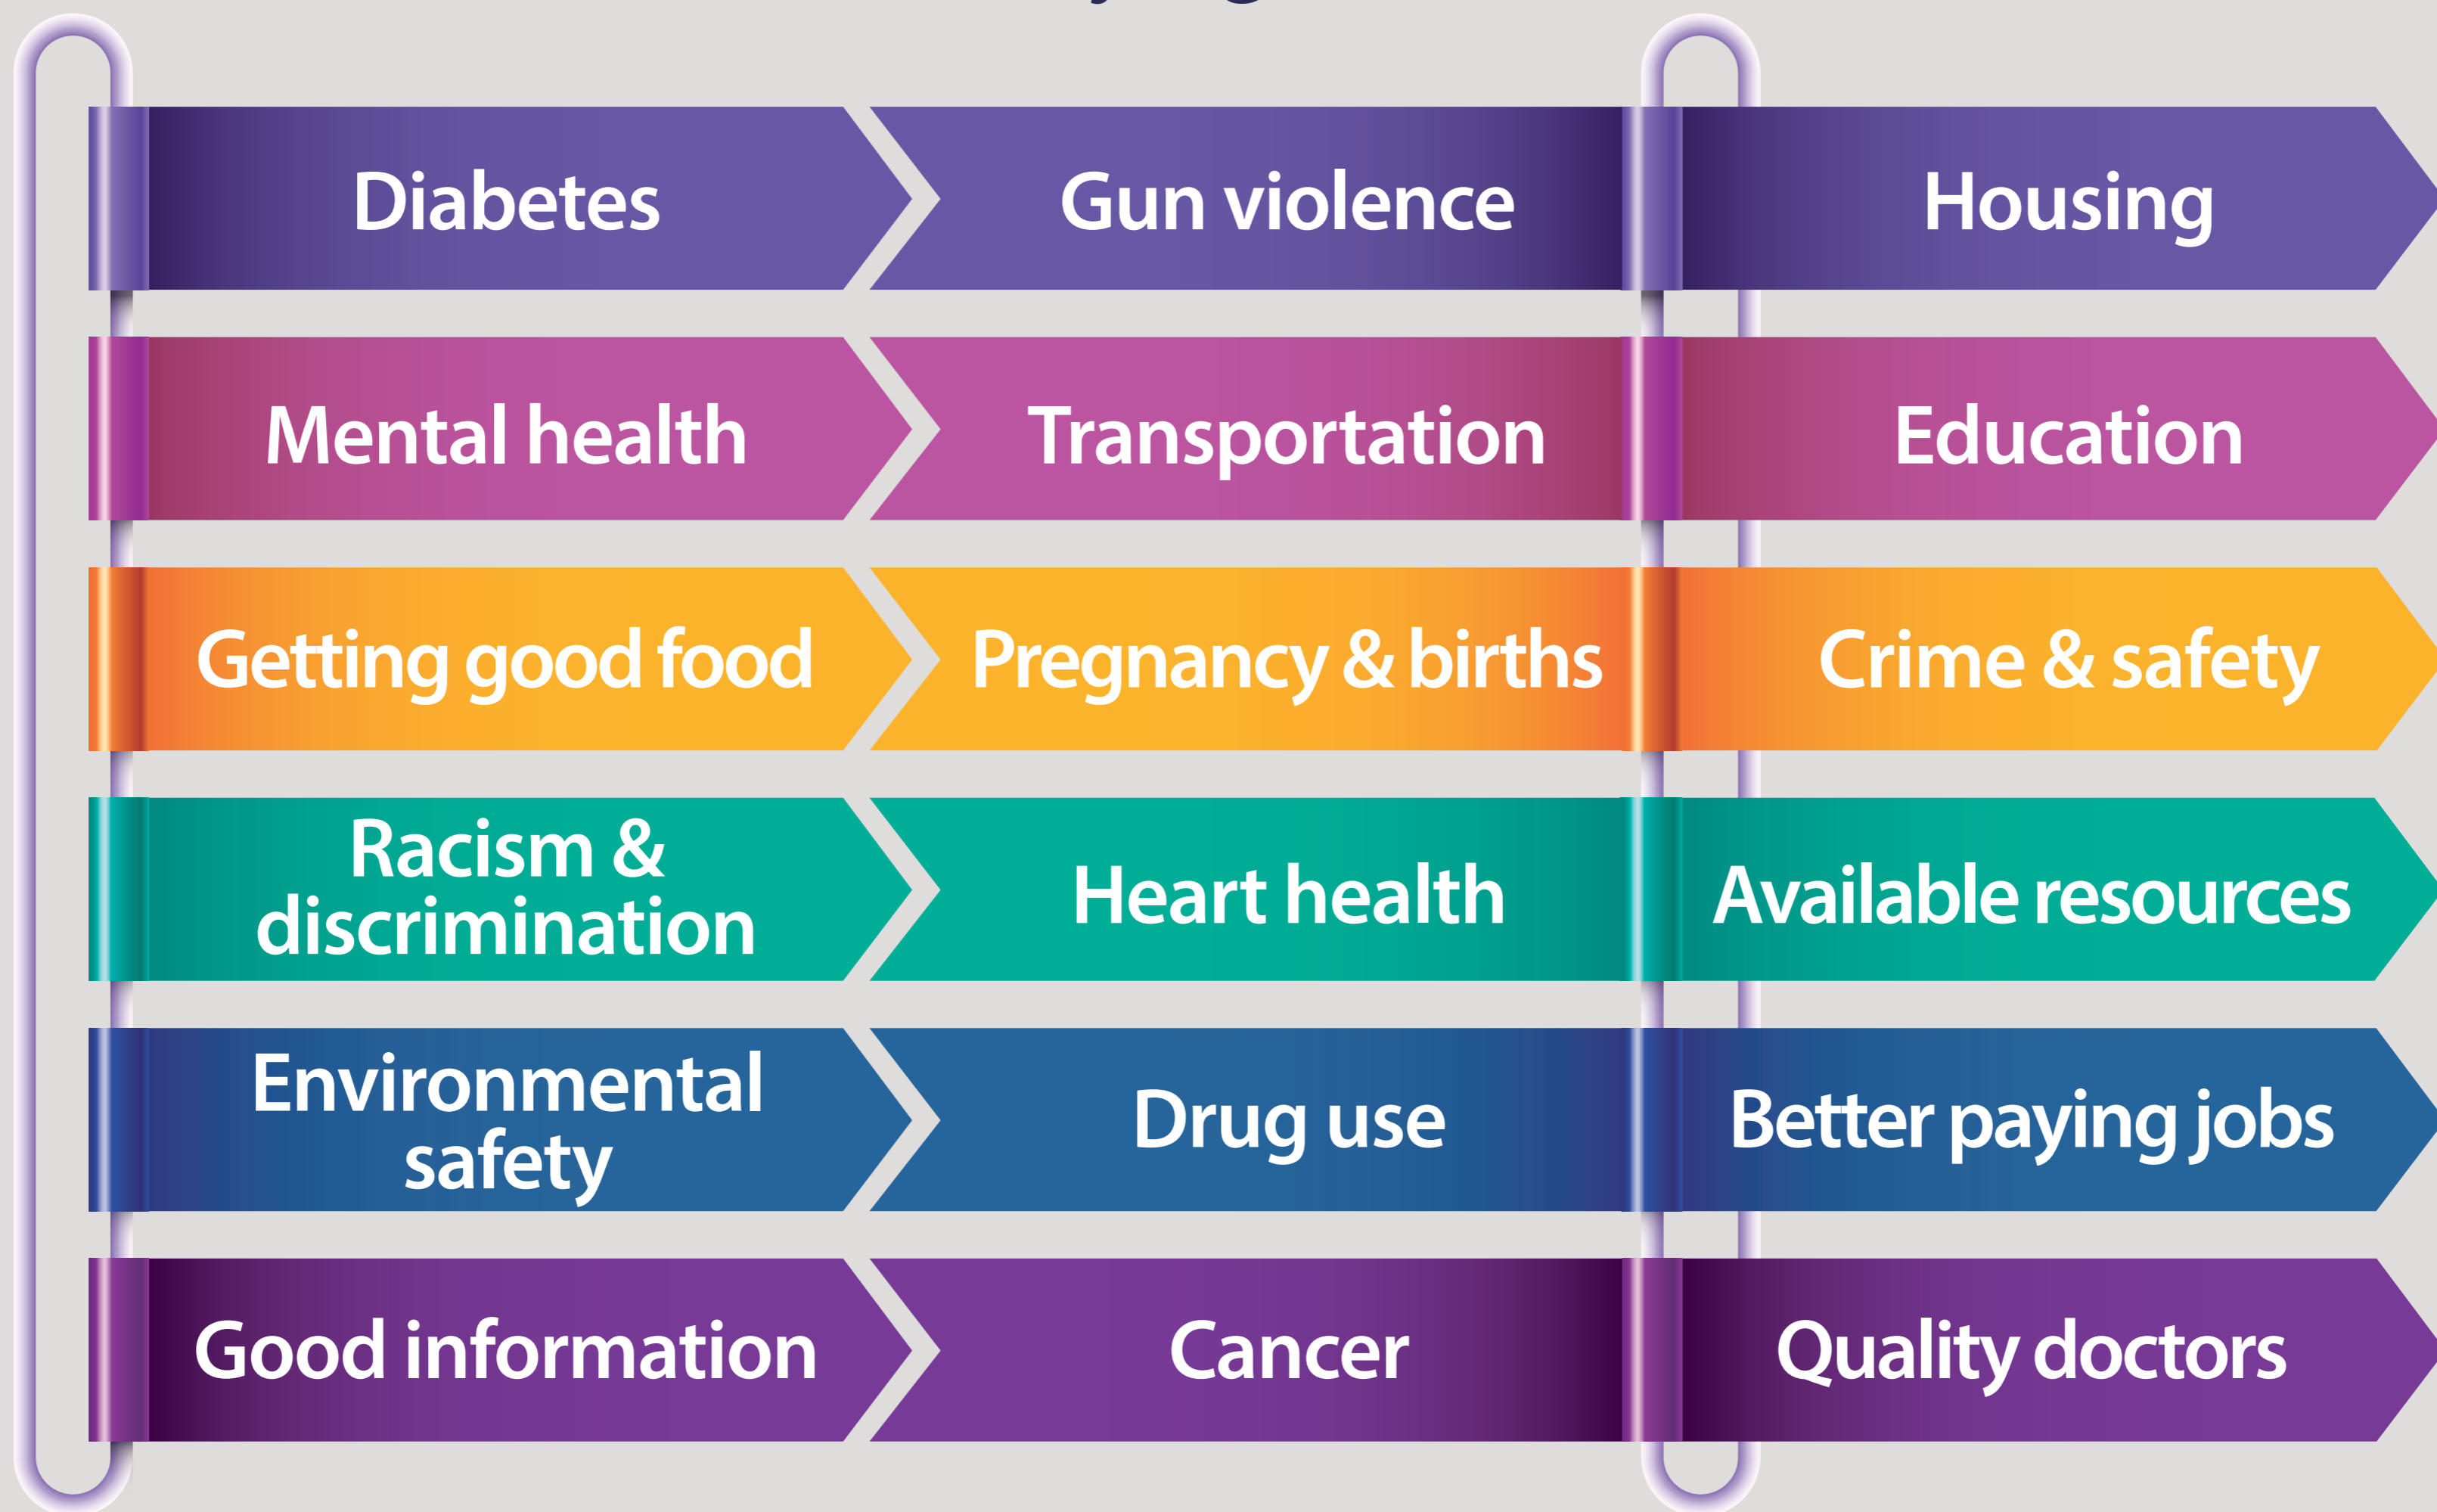 Diabetes
Gun violence
Housing
Mental health
Transportation
Education
Getting good food
Pregnancy & births
Crime & safety
Racism &
discrimination
Heart health
Available resources
Environmental
safety
Drug use
Better paying jobs
Good information
Cancer
Quality doctors